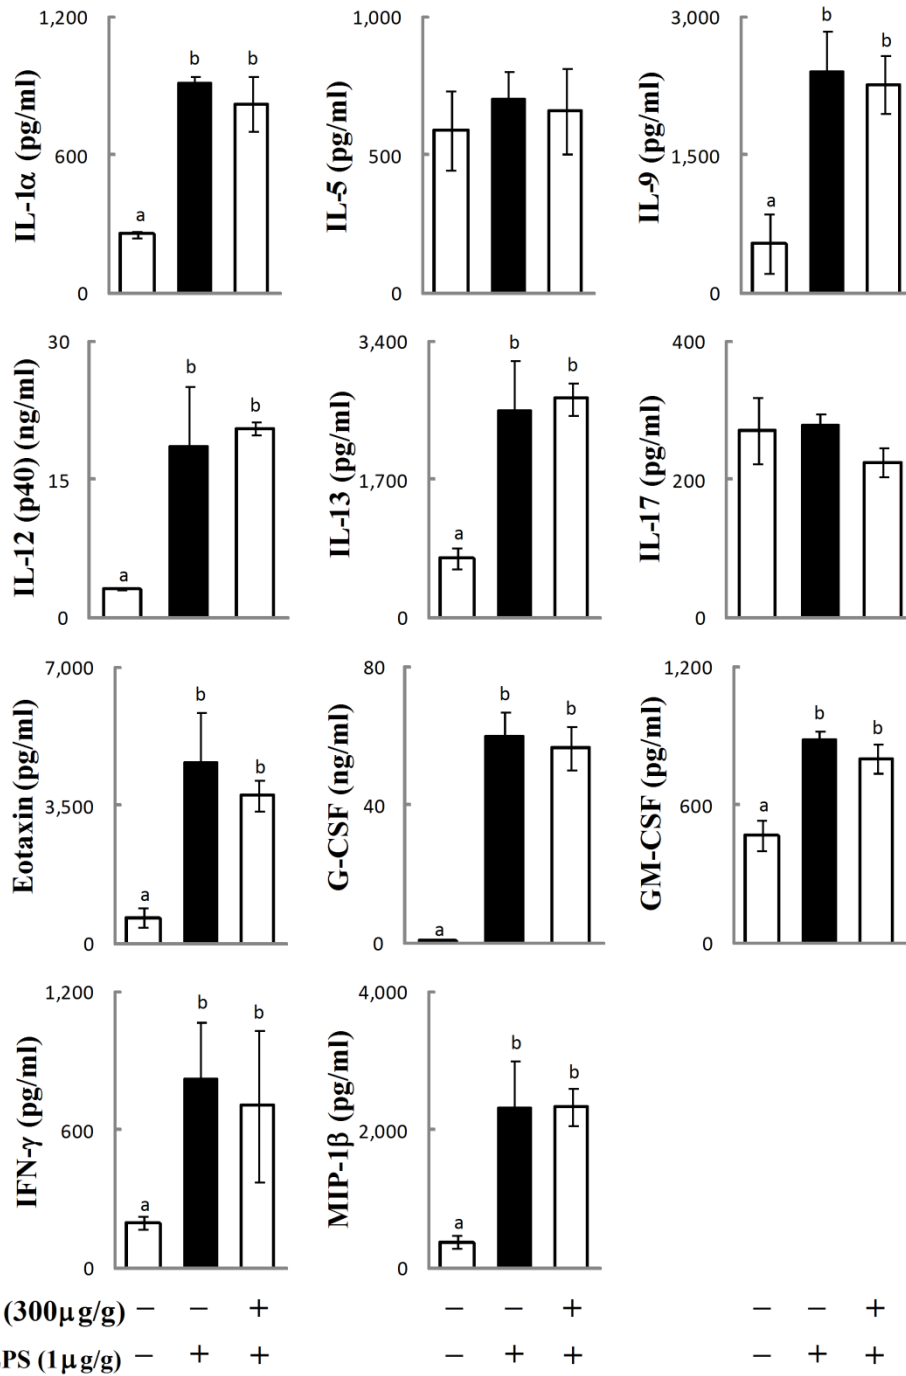 1,200
600
0
IL-1α (pg/ml)
a
b
b
1,000
500
0
IL-5 (pg/ml)
3,000
1,500
0
IL-9 (pg/ml)
a
b
b
30
15
0
IL-12 (p40) (ng/ml)
a
b
b
3,400
1,700
0
IL-13 (pg/ml)
a
b
b
400
200
0
IL-17 (pg/ml)
7,000
3,500
0
Eotaxin (pg/ml)
a
b
b
80
40
0
G-CSF (ng/ml)
a
b
b
1,200
600
0
GM-CSF (pg/ml)
a
b
b
1,200
600
0
IFN-γ (pg/ml)
a
b
b
4,000
2,000
0
MIP-1β (pg/ml)
a
b
b
(300μg/g) − − + − − + − − +
PS (1μg/g) − + + − + + − + +